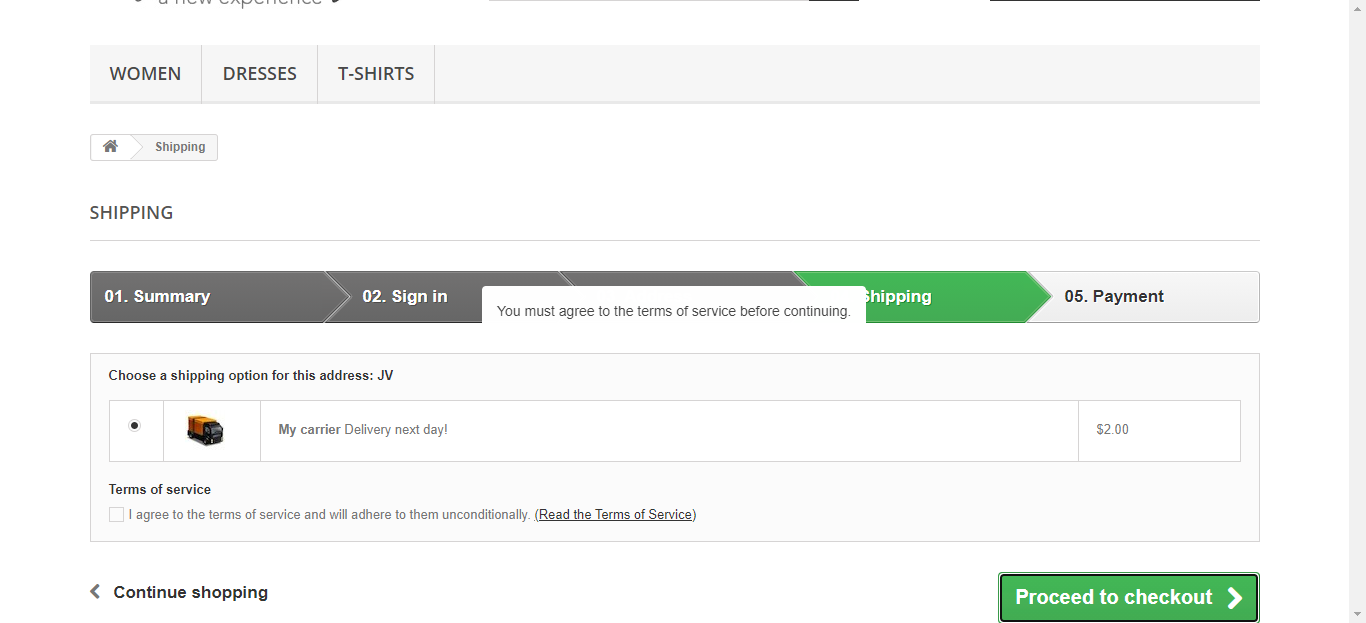 a new experience
WOMEN
DRESSES
T-SHIRTS
Shipping
SHIPPING
01. Summary
02. Sign in
Shipping
05. Payment
You must agree to the terms of service before continuing.
Choose a shipping option for this address: JV
My carrier Delivery next day!
$2.00
Terms of service
I agree to the terms of service and will adhere to them unconditionally. (Read the Terms of Service)
Continue shopping
Proceed to checkout